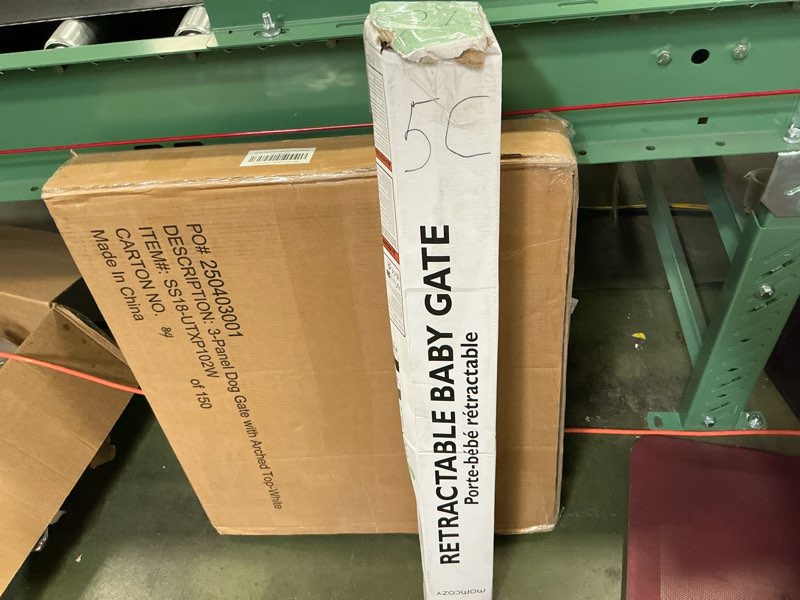 PO# 250403001
DESCRIPTION: 3-Panel Dog Gate with Arched Top-White
ITEM#: SS18-UTXP102W
CARTON NO. 84 of 150
Made In China
5C
RETRACTABLE BABY GATE
Porte-bébé rétractable
momcozy